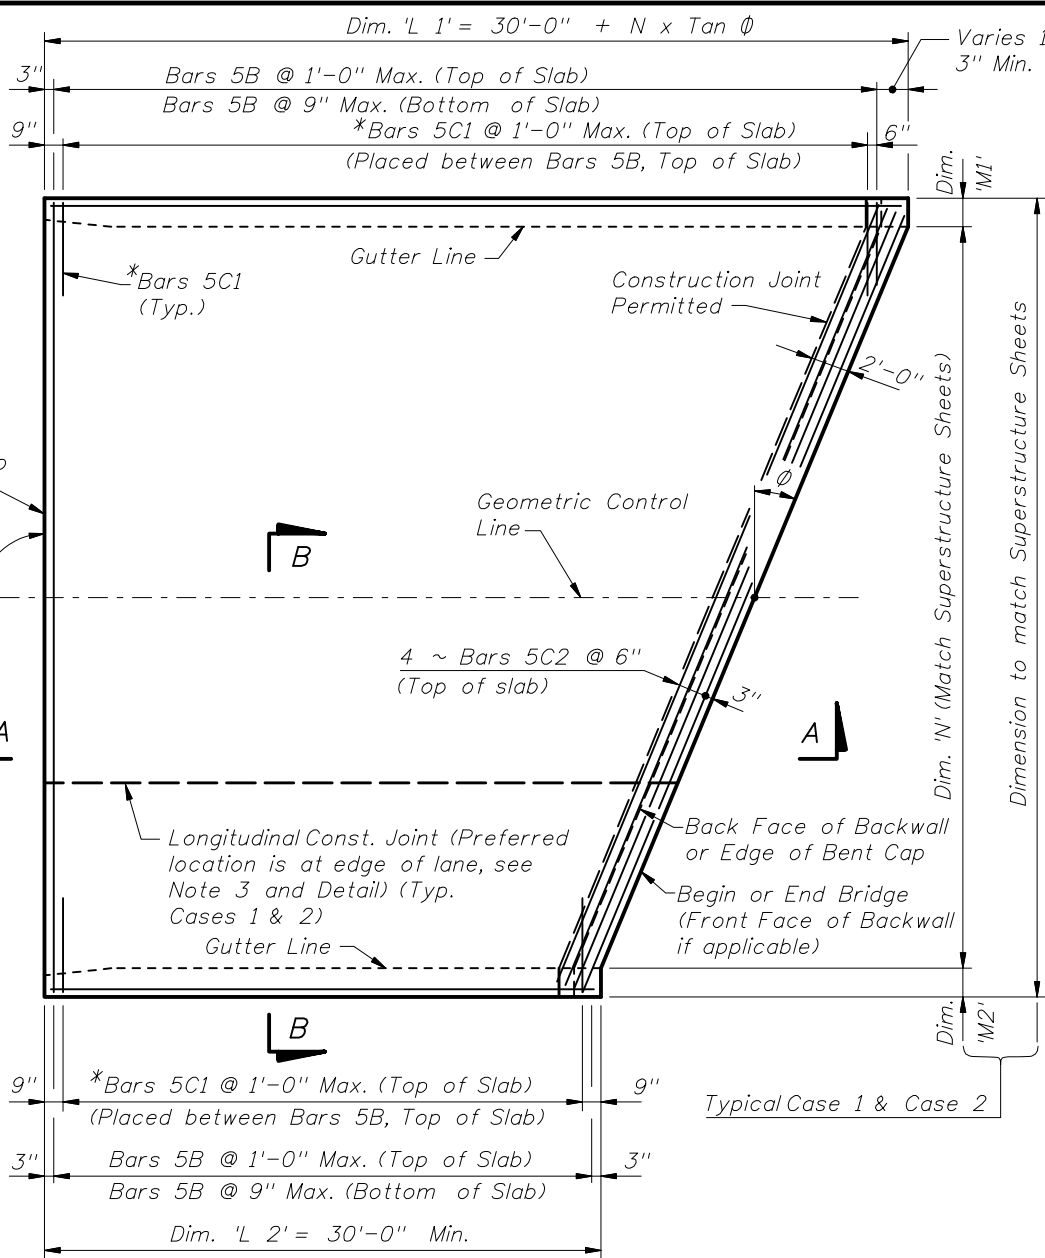 Dim. 'L 1' = 30'-0" + N x Tan ϕ
Varies 1
3" Min.
3"
Bars 5B @ 1'-0" Max. (Top of Slab)
Bars 5B @ 9" Max. (Bottom of Slab)
9"
*Bars 5C1 @ 1'-0" Max. (Top of Slab)
6"
(Placed between Bars 5B, Top of Slab)
Dim.
'M1'
Gutter Line
*Bars 5C1
(Typ.)
Construction Joint
Permitted
2'-0"
ϕ
Geometric Control
Line
B
Dim. 'N' (Match Superstructure Sheets)
Dimension to match Superstructure Sheets
4 ~ Bars 5C2 @ 6"
(Top of slab)
3"
A
A
Longitudinal Const. Joint (Preferred
location is at edge of lane, see
Note 3 and Detail) (Typ.
Cases 1 & 2)
Back Face of Backwall
or Edge of Bent Cap
Begin or End Bridge
(Front Face of Backwall
if applicable)
Gutter Line
B
Dim.
'M2'
9"
*Bars 5C1 @ 1'-0" Max. (Top of Slab)
9"
(Placed between Bars 5B, Top of Slab)
Typical Case 1 & Case 2
3"
Bars 5B @ 1'-0" Max. (Top of Slab)
3"
Bars 5B @ 9" Max. (Bottom of Slab)
Dim. 'L 2' = 30'-0" Min.